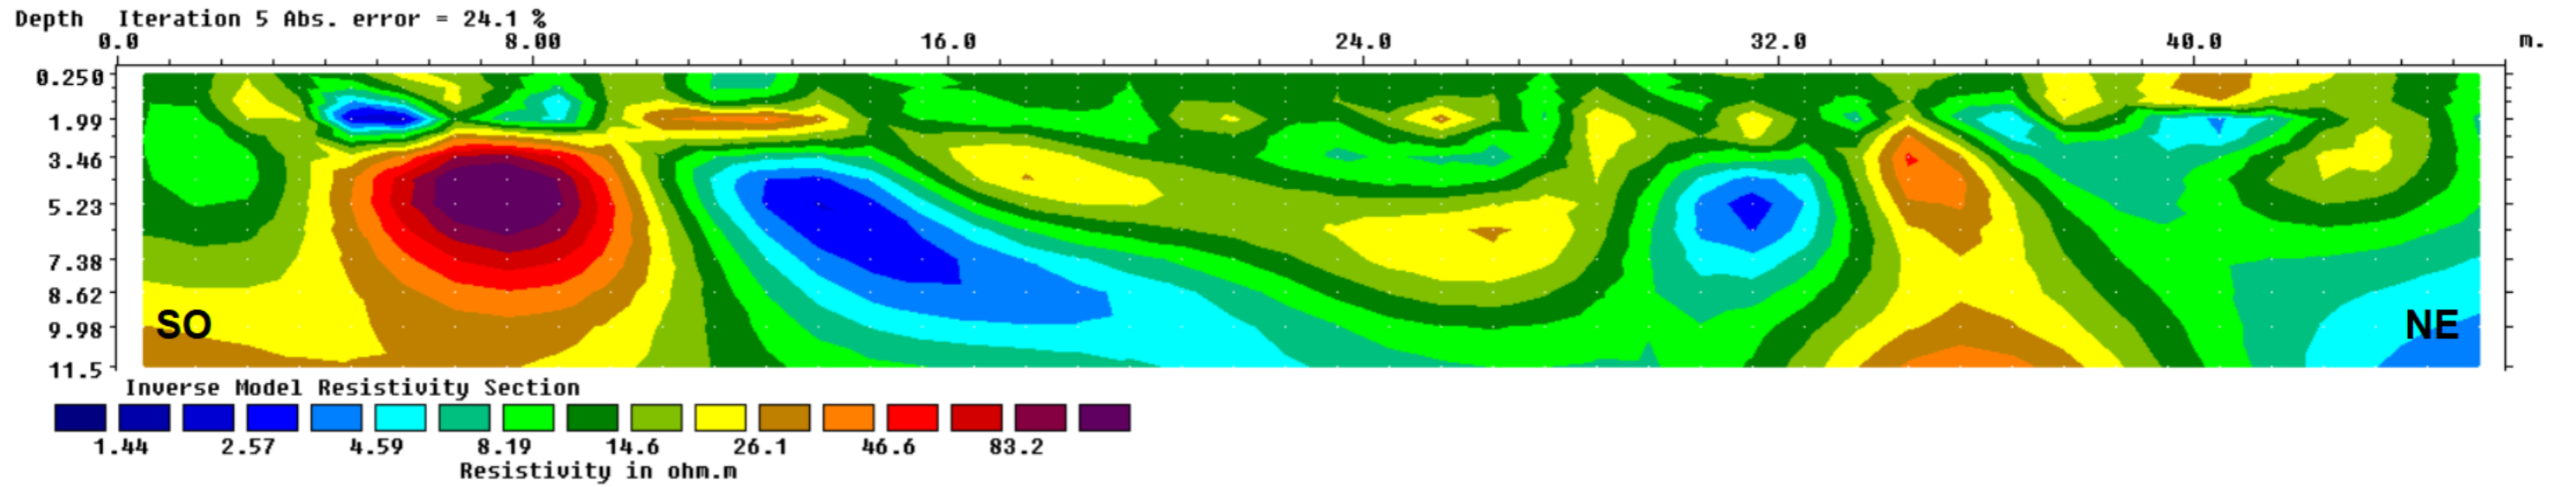 Depth Iteration 5 Abs. error = 24.1 %
0.0 8.00 16.0 24.0 32.0 40.0 m.
0.250
1.99
3.46
5.23
7.38
8.62
9.98
11.5
SO NE
Inverse Model Resistivity Section
1.44 2.57 4.59 8.19 14.6 26.1 46.6 83.2
Resistivity in ohm.m